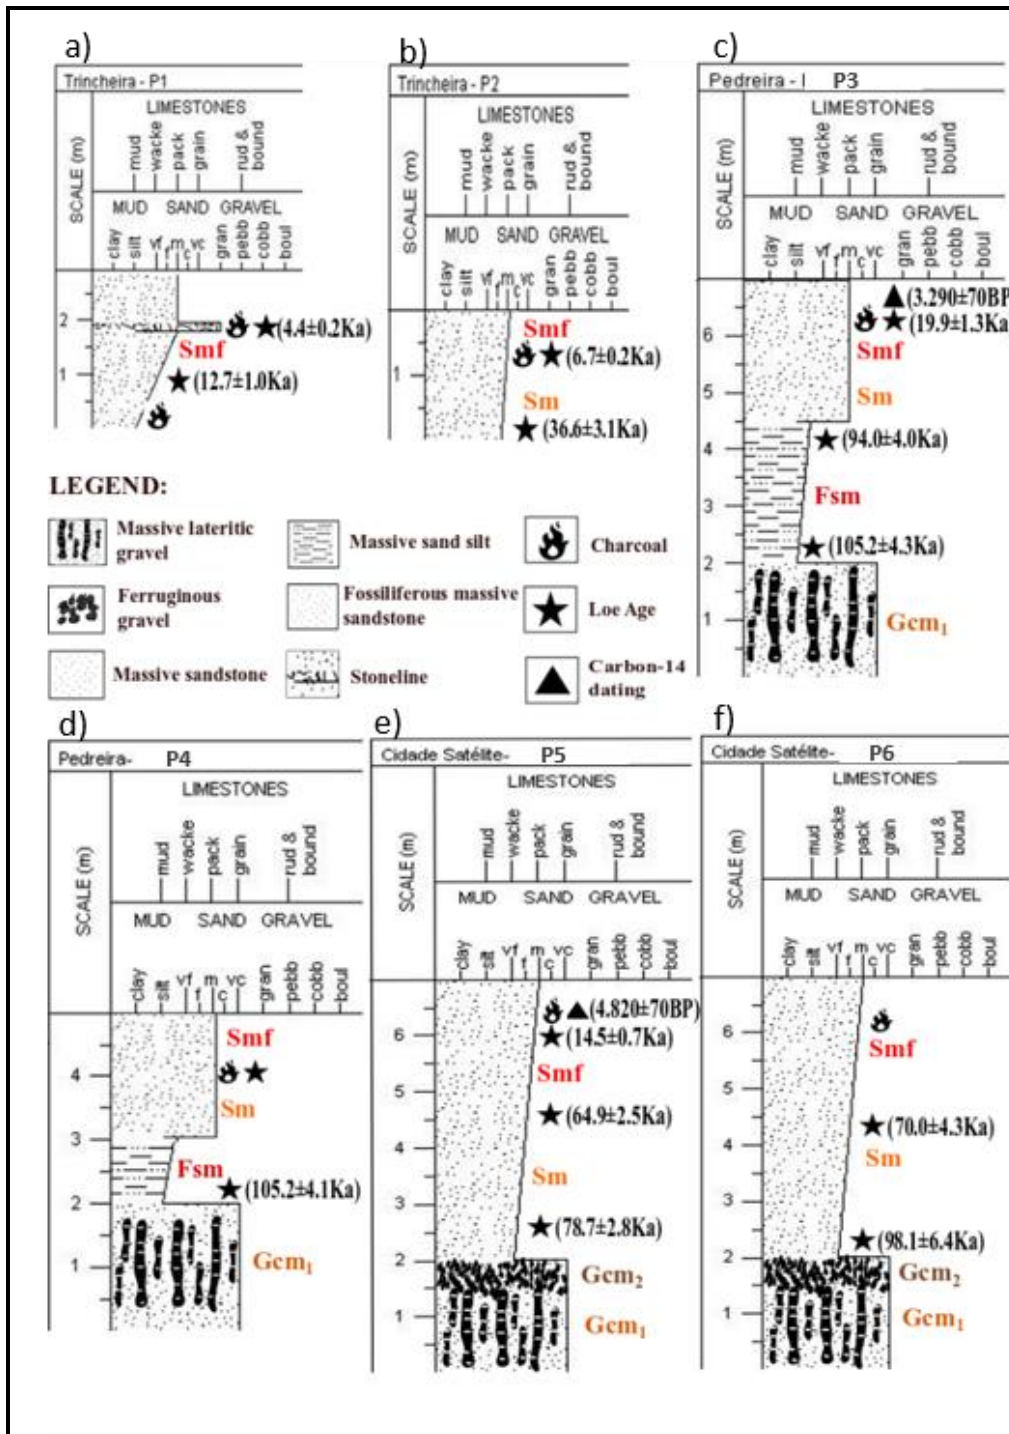 a)
Trincheira - P1
LIMESTONES
mud
wacke
pack
grain
rud &
bound
SCALE (m)
MUD SAND GRAVEL
clay
silt
vf
f
m
c
vc
gran
pebb
cobb
boul
2
(4.4±0.2Ka)
Smf
1
(12.7±1.0Ka)
b)
Trincheira - P2
LIMESTONES
mud
wacke
pack
grain
rud &
bound
SCALE (m)
MUD SAND GRAVEL
clay
silt
vf
f
m
c
vc
gran
pebb
cobb
boul
Smf
1
(6.7±0.2Ka)
Sm
(36.6±3.1Ka)
c)
Pedreira - I P3
LIMESTONES
mud
wacke
pack
grain
rud &
bound
SCALE (m)
MUD SAND GRAVEL
clay
silt
vf
f
m
c
vc
gran
pebb
cobb
boul
(3.290±70BP)
6
(19.9±1.3Ka)
Smf
5
Sm
4
(94.0±4.0Ka)
3
Fsm
(105.2±4.3Ka)
2
1
Gcm₁
LEGEND:
Massive lateritic
gravel
Massive sand silt
Charcoal
Ferruginous
gravel
Fossiliferous massive
sandstone
Loe Age
Massive sandstone
Stoneline
Carbon-14
dating
d)
Pedreira- P4
LIMESTONES
mud
wacke
pack
grain
rud &
bound
SCALE (m)
MUD SAND GRAVEL
clay
silt
vf
f
m
c
vc
gran
pebb
cobb
boul
Smf
4
Sm
3
Fsm
(105.2±4.1Ka)
2
1
Gcm₁
e)
Cidade Satélite- P5
LIMESTONES
mud
wacke
pack
grain
rud &
bound
SCALE (m)
MUD SAND GRAVEL
clay
silt
vf
f
m
c
vc
gran
pebb
cobb
boul
(4.820±70BP)
6
(14.5±0.7Ka)
Smf
5
(64.9±2.5Ka)
4
Sm
3
(78.7±2.8Ka)
2
Gcm₂
1
Gcm₁
f)
Cidade Satélite- P6
LIMESTONES
mud
wacke
pack
grain
rud &
bound
SCALE (m)
MUD SAND GRAVEL
clay
silt
vf
f
m
c
vc
gran
pebb
cobb
boul
6
Smf
5
(70.0±4.3Ka)
4
Sm
3
(98.1±6.4Ka)
2
Gcm₂
1
Gcm₁